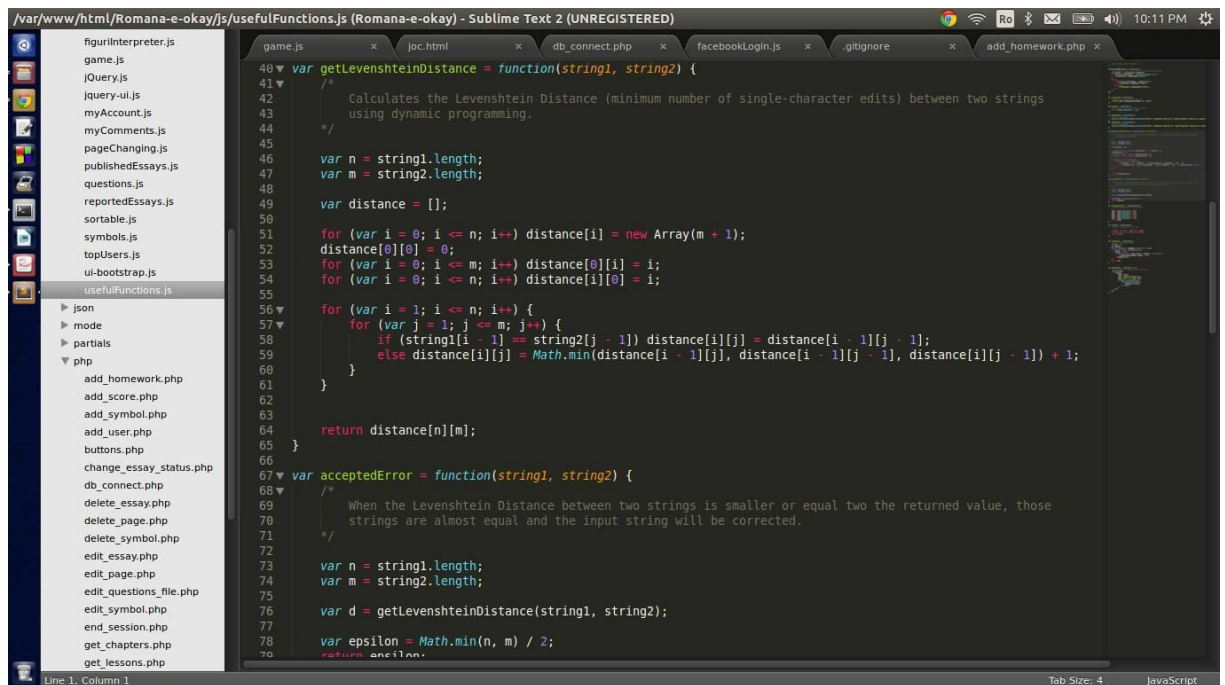 /var/www/html/Romana-e-okay/js/usefulFunctions.js (Romana-e-okay) - Sublime Text 2 (UNREGISTERED)
Ro
10:11 PM
figuriInterpreter.js
game.js
jQuery.js
jquery-ui.js
myAccount.js
myComments.js
pageChanging.js
publishedEssays.js
questions.js
reportedEssays.js
sortable.js
symbols.js
topUsers.js
ui-bootstrap.js
usefulFunctions.js
json
mode
partials
php
add_homework.php
add_score.php
add_symbol.php
add_user.php
buttons.php
change_essay_status.php
db_connect.php
delete_essay.php
delete_page.php
delete_symbol.php
edit_essay.php
edit_page.php
edit_questions_file.php
edit_symbol.php
end_session.php
get_chapters.php
get_lessons.php
game.js × joc.html × db_connect.php × facebookLogin.js × .gitignore × add_homework.php ×
40 var getLevenshteinDistance = function(string1, string2) {
41 /*
42 Calculates the Levenshtein Distance (minimum number of single-character edits) between two strings
43 using dynamic programming.
44 */
45
46 var n = string1.length;
47 var m = string2.length;
48
49 var distance = [];
50
51 for (var i = 0; i <= n; i++) distance[i] = new Array(m + 1);
52 distance[0][0] = 0;
53 for (var i = 0; i <= m; i++) distance[0][i] = i;
54 for (var i = 0; i <= n; i++) distance[i][0] = i;
55
56 for (var i = 1; i <= n; i++) {
57 for (var j = 1; j <= m; j++) {
58 if (string1[i - 1] == string2[j - 1]) distance[i][j] = distance[i - 1][j - 1];
59 else distance[i][j] = Math.min(distance[i - 1][j], distance[i - 1][j - 1], distance[i][j - 1]) + 1;
60 }
61 }
62
63
64 return distance[n][m];
65 }
66
67 var acceptedError = function(string1, string2) {
68 /*
69 When the Levenshtein Distance between two strings is smaller or equal two the returned value, those
70 strings are almost equal and the input string will be corrected.
71 */
72
73 var n = string1.length;
74 var m = string2.length;
75
76 var d = getLevenshteinDistance(string1, string2);
77
78 var epsilon = Math.min(n, m) / 2;
79 return epsilon;
Line 1, Column 1
Tab Size: 4
JavaScript